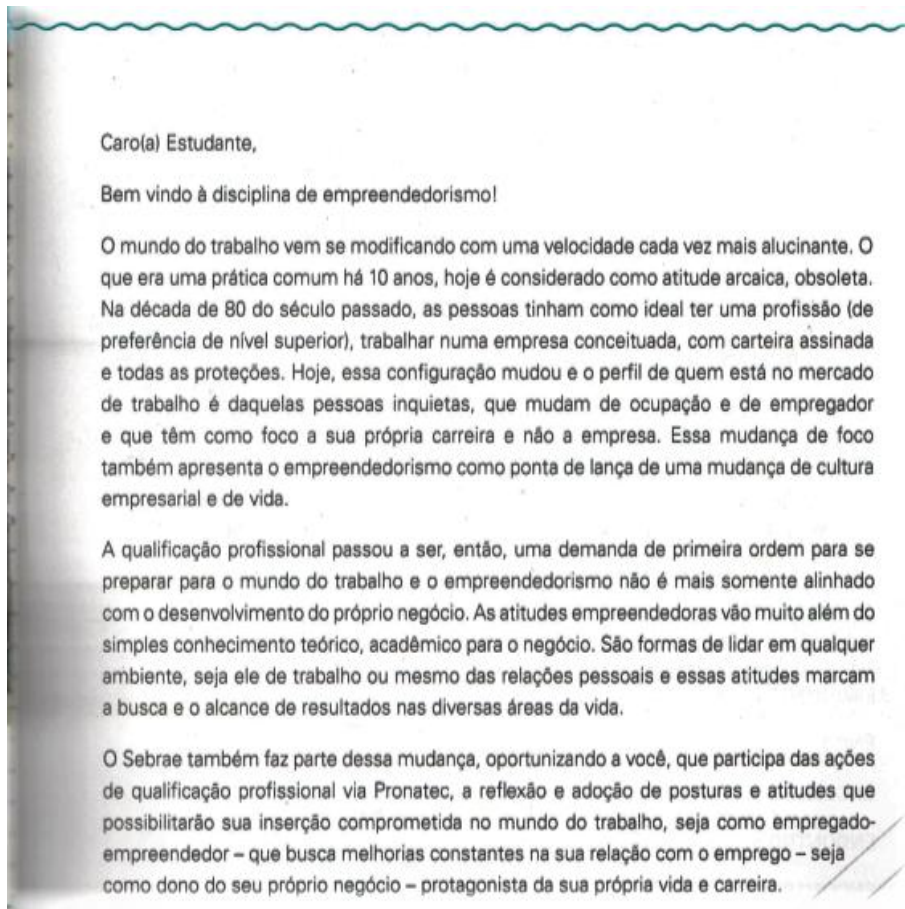 Caro(a) Estudante,
Bem vindo à disciplina de empreendedorismo!
O mundo do trabalho vem se modificando com uma velocidade cada vez mais alucinante. O
que era uma prática comum há 10 anos, hoje é considerado como atitude arcaica, obsoleta.
Na década de 80 do século passado, as pessoas tinham como ideal ter uma profissão (de
preferência de nível superior), trabalhar numa empresa conceituada, com carteira assinada
e todas as proteções. Hoje, essa configuração mudou e o perfil de quem está no mercado
de trabalho é daquelas pessoas inquietas, que mudam de ocupação e de empregador
e que têm como foco a sua própria carreira e não a empresa. Essa mudança de foco
também apresenta o empreendedorismo como ponta de lança de uma mudança de cultura
empresarial e de vida.
A qualificação profissional passou a ser, então, uma demanda de primeira ordem para se
preparar para o mundo do trabalho e o empreendedorismo não é mais somente alinhado
com o desenvolvimento do próprio negócio. As atitudes empreendedoras vão muito além do
simples conhecimento teórico, acadêmico para o negócio. São formas de lidar em qualquer
ambiente, seja ele de trabalho ou mesmo das relações pessoais e essas atitudes marcam
a busca e o alcance de resultados nas diversas áreas da vida.
O Sebrae também faz parte dessa mudança, oportunizando a você, que participa das ações
de qualificação profissional via Pronatec, a reflexão e adoção de posturas e atitudes que
possibilitarão sua inserção comprometida no mundo do trabalho, seja como empregado-
empreendedor – que busca melhorias constantes na sua relação com o emprego – seja
como dono do seu próprio negócio – protagonista da sua própria vida e carreira.